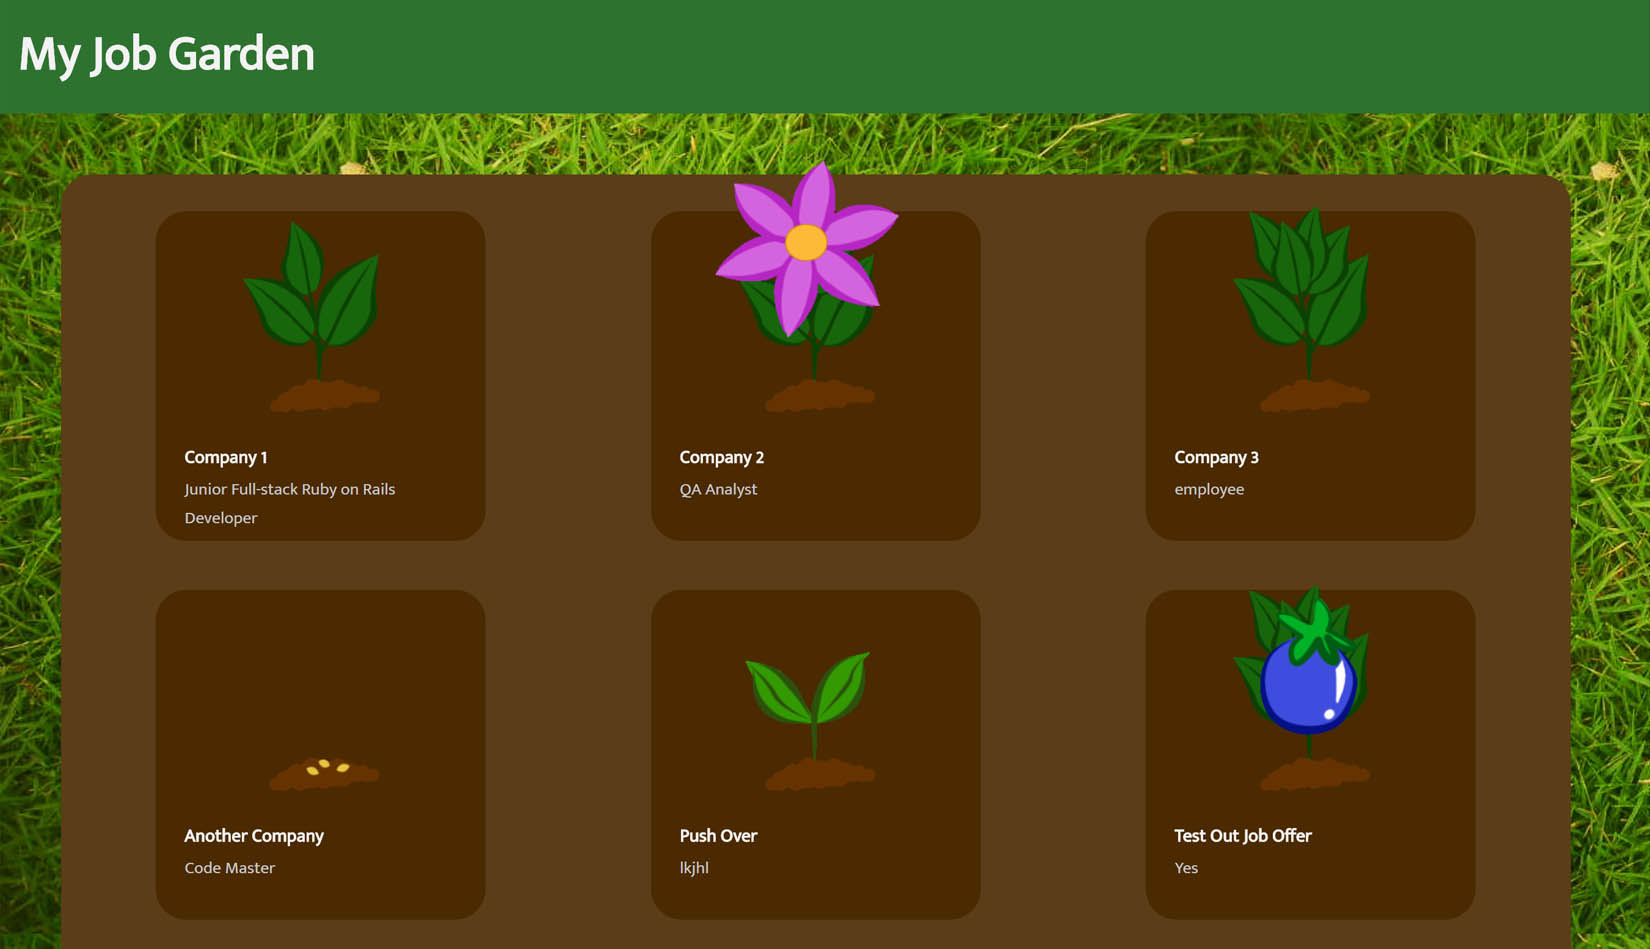 My Job Garden
Company 1
Junior Full-stack Ruby on Rails
Developer
Company 2
QA Analyst
Company 3
employee
Another Company
Code Master
Push Over
lkjhl
Test Out Job Offer
Yes